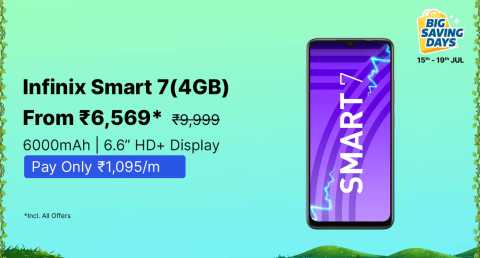 BIG
SAVING
DAYS
15th - 19th JUL
Infinix Smart 7(4GB)
From ₹6,569* ₹9,999
6000mAh | 6.6” HD+ Display
Pay Only ₹1,095/m
*Incl. All Offers
SMART 7